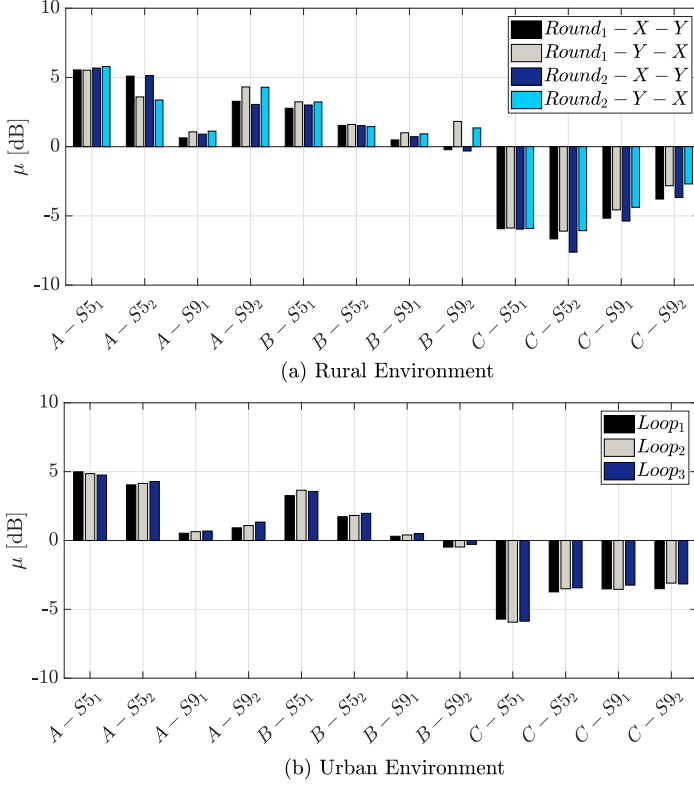 10
5
0
-5
-10
μ [dB]
Round₁ − X − Y
Round₁ − Y − X
Round₂ − X − Y
Round₂ − Y − X
A − S5₁
A − S5₂
A − S9₁
A − S9₂
B − S5₁
B − S5₂
B − S9₁
B − S9₂
C − S5₁
C − S5₂
C − S9₁
C − S9₂
(a) Rural Environment
10
5
0
-5
-10
μ [dB]
Loop₁
Loop₂
Loop₃
A − S5₁
A − S5₂
A − S9₁
A − S9₂
B − S5₁
B − S5₂
B − S9₁
B − S9₂
C − S5₁
C − S5₂
C − S9₁
C − S9₂
(b) Urban Environment